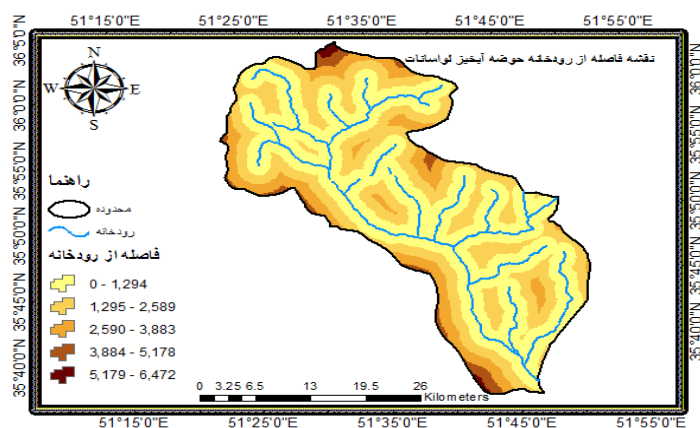 51°15'0"E 51°25'0"E 51°35'0"E 51°45'0"E 51°55'0"E
نقشه فاصله از رودخانه حوضه آبخیز لواسانات
N
W E
S
راهنما
محدوده
رودخانه
فاصله از رودخانه
0 - 1,294
1,295 - 2,589
2,590 - 3,883
3,884 - 5,178
5,179 - 6,472
0 3.25 6.5 13 19.5 26
Kilometers
36°5'0"N
36°0'0"N
35°55'0"N
35°50'0"N
35°45'0"N
35°40'0"N
36°0'0"N
35°55'0"N
35°50'0"N
35°45'0"N
35°40'0"N
51°15'0"E 51°25'0"E 51°35'0"E 51°45'0"E 51°55'0"E